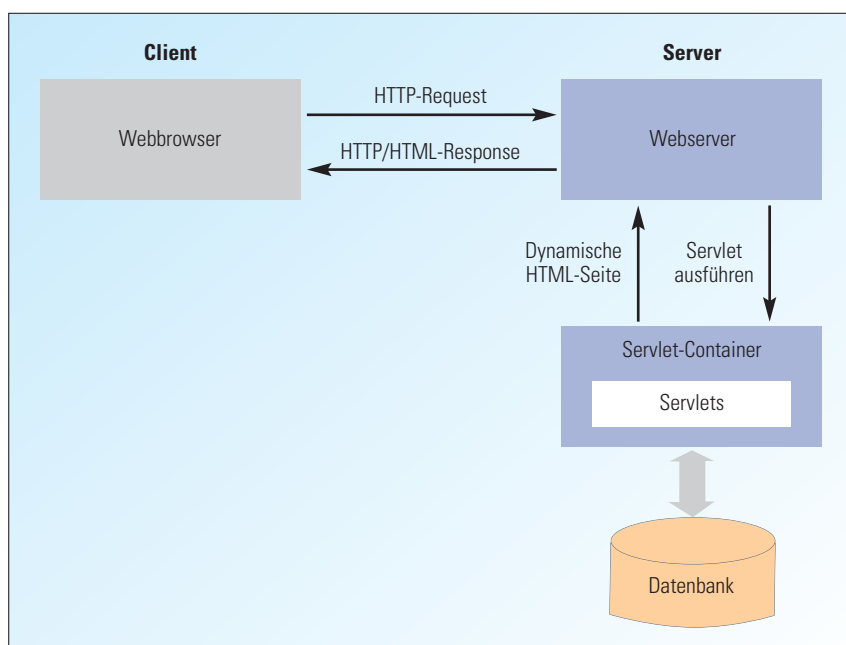 Client
Server
Webbrowser
HTTP-Request
HTTP/HTML-Response
Webserver
Dynamische
HTML-Seite
Servlet
ausführen
Servlet-Container
Servlets
Datenbank